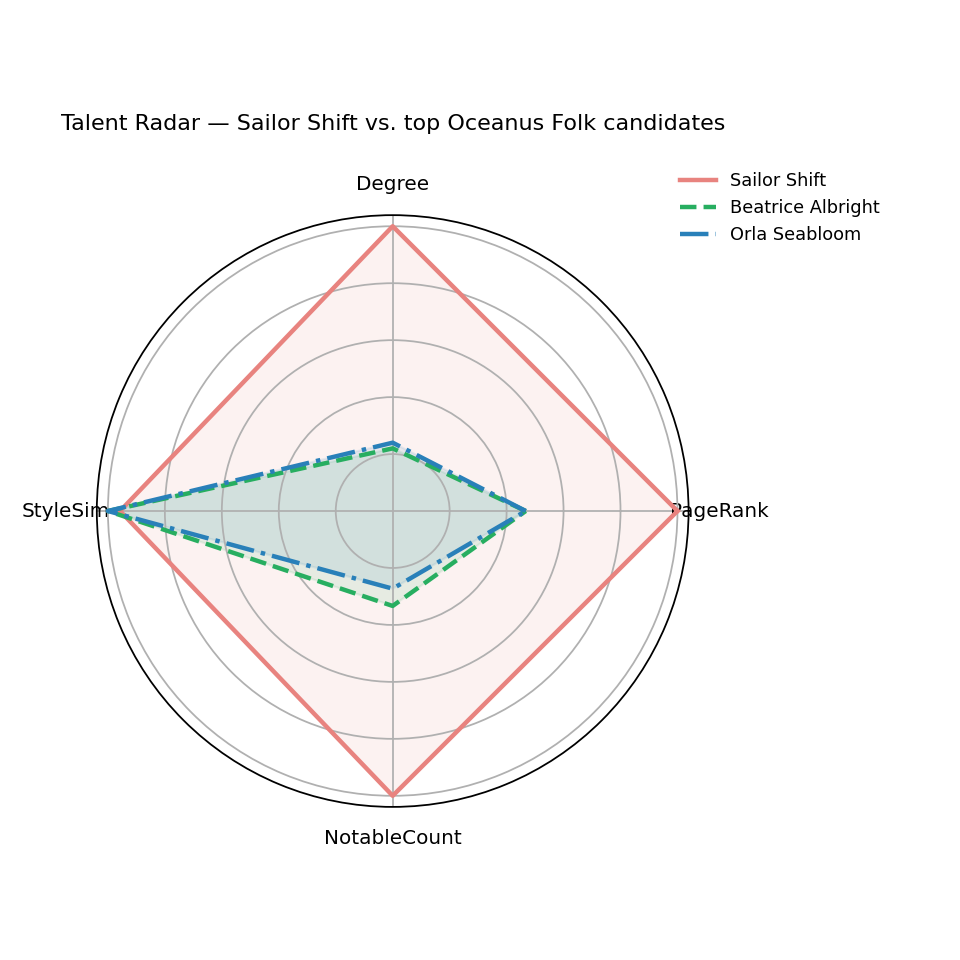 Talent Radar — Sailor Shift vs. top Oceanus Folk candidates
Degree
Sailor Shift
Beatrice Albright
Orla Seabloom
StyleSim
PageRank
NotableCount